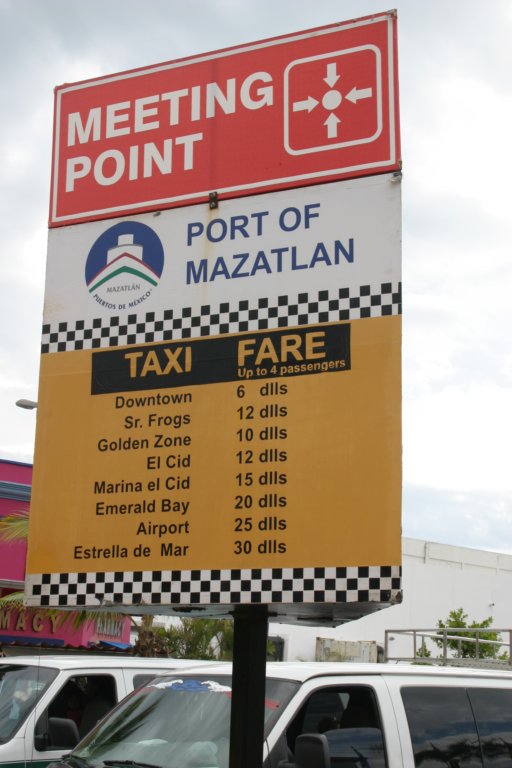 MEETING
POINT
PORT OF
MAZATLAN
MAZATLÁN
PUERTOS DE MÉXICO
TAXI FARE
Up to 4 passengers
Downtown 6 dlls
Sr. Frogs 12 dlls
Golden Zone 10 dlls
El Cid 12 dlls
Marina el Cid 15 dlls
Emerald Bay 20 dlls
Airport 25 dlls
Estrella de Mar 30 dlls